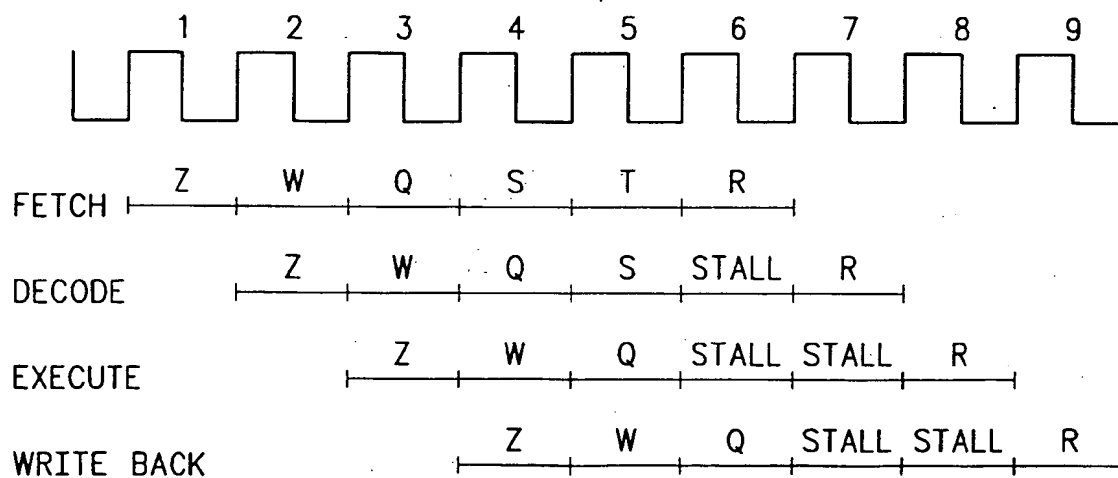 1 2 3 4 5 6 7 8 9
Z W Q S T R
FETCH
Z W Q S STALL R
DECODE
Z W Q STALL STALL R
EXECUTE
Z W Q STALL STALL R
WRITE BACK